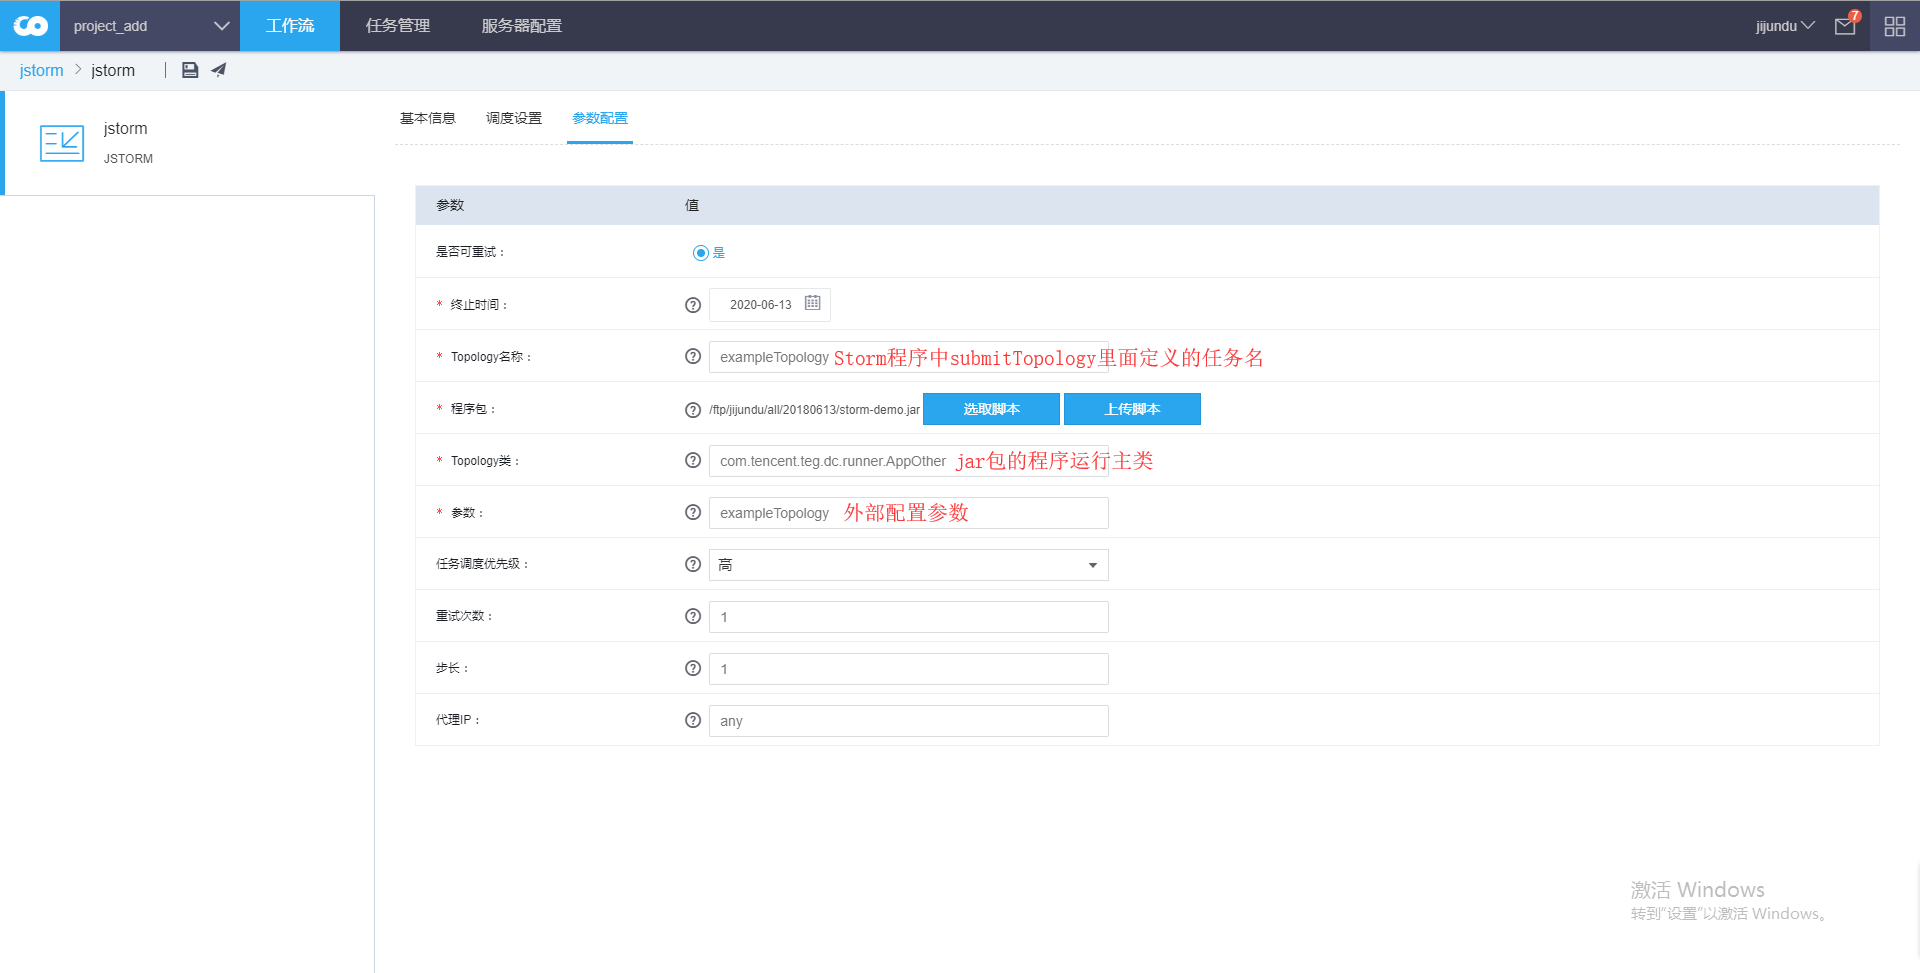 project_add 工作流 任务管理 服务器配置 jijundu 7
jstorm > jstorm
jstorm
JSTORM
基本信息 调度设置 参数配置
参数 值
是否可重试： 是
* 终止时间： 2020-06-13
* Topology名称： exampleTopology Storm程序中submitTopology里面定义的任务名
* 程序包： /ftp/jijundu/all/20180613/storm-demo.jar 选取脚本 上传脚本
* Topology类： com.tencent.teg.dc.runner.AppOther jar包的程序运行主类
* 参数： exampleTopology 外部配置参数
任务调度优先级： 高
重试次数： 1
步长： 1
代理IP： any
激活 Windows
转到“设置”以激活 Windows。